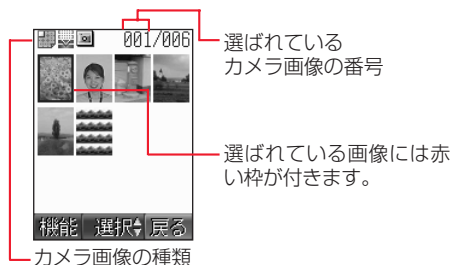 001/006
選ばれている
カメラ画像の番号
選ばれている画像には赤
い枠が付きます。
機能 選択 戻る
カメラ画像の種類